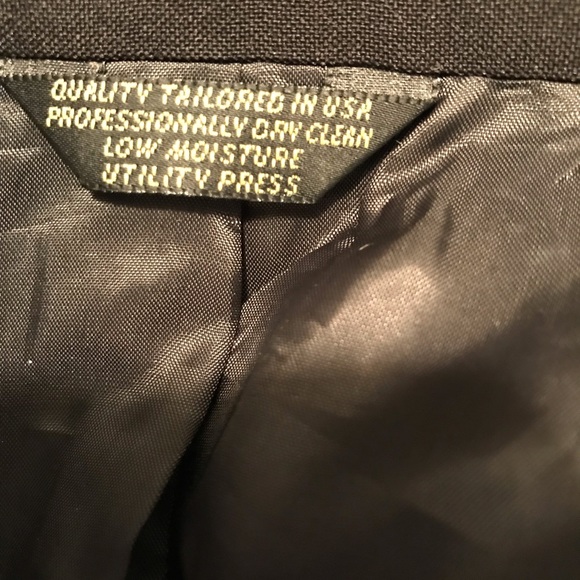 QUALITY TAILORED IN USA
PROFESSIONALLY DRY CLEAN
LOW MOISTURE
UTILITY PRESS